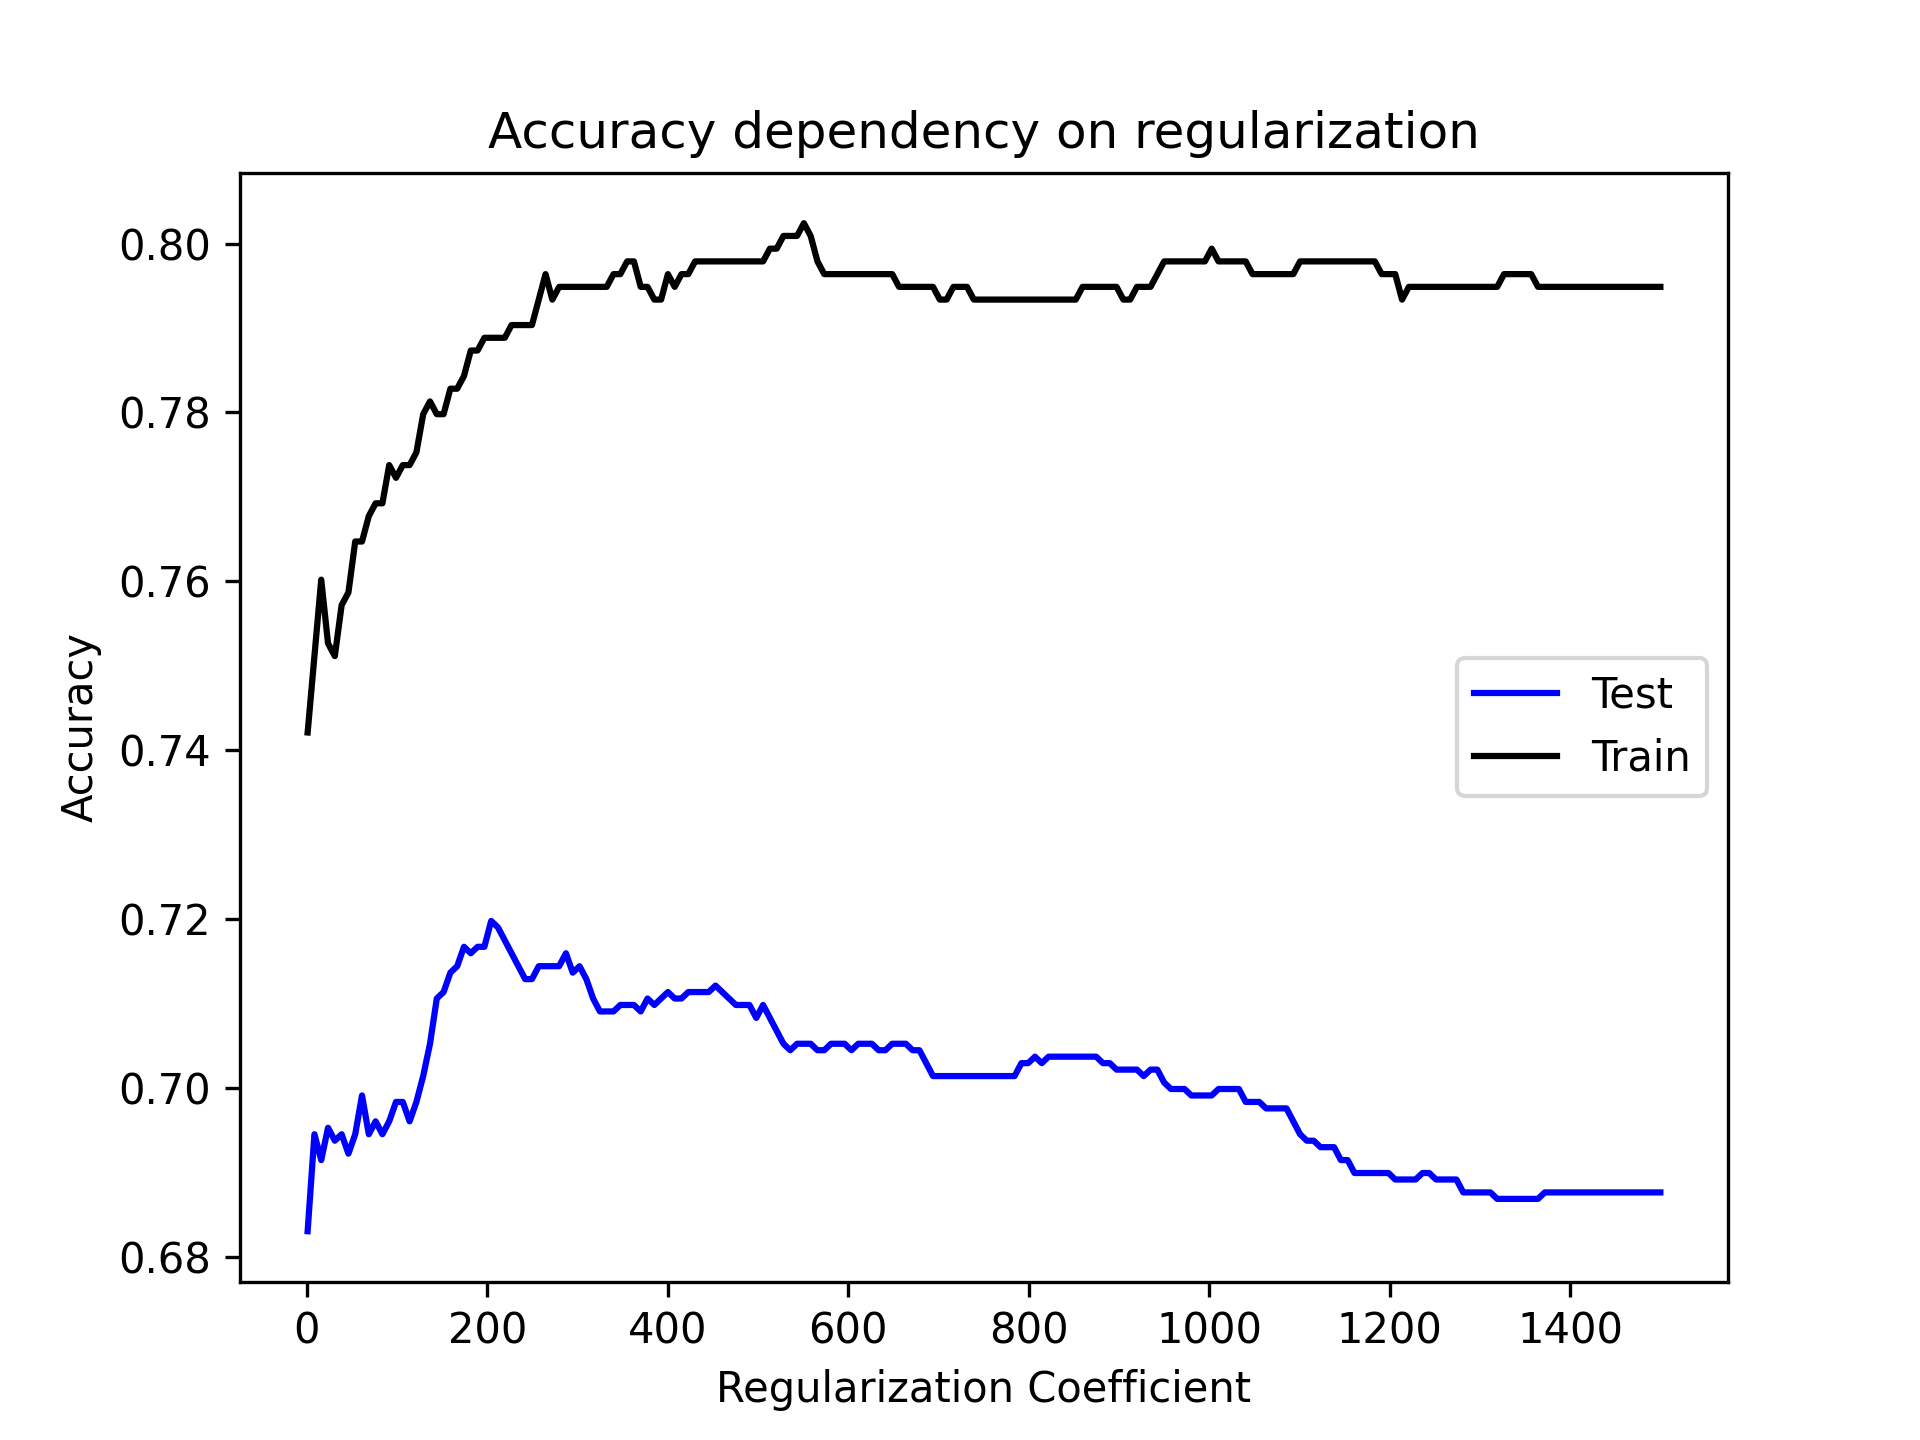 Accuracy dependency on regularization
0.80
0.78
0.76
0.74
0.72
0.70
0.68
Accuracy
Test
Train
0 200 400 600 800 1000 1200 1400
Regularization Coefficient